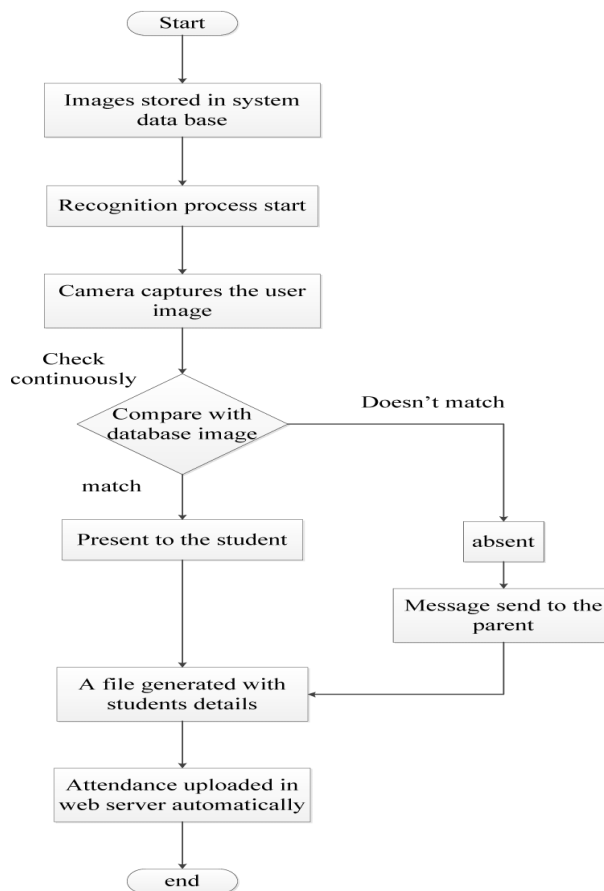 Start
Images stored in system
data base
Recognition process start
Camera captures the user
image
Check
continuously
Compare with
database image
Doesn’t match
match
Present to the student
absent
Message send to the
parent
A file generated with
students details
Attendance uploaded in
web server automatically
end